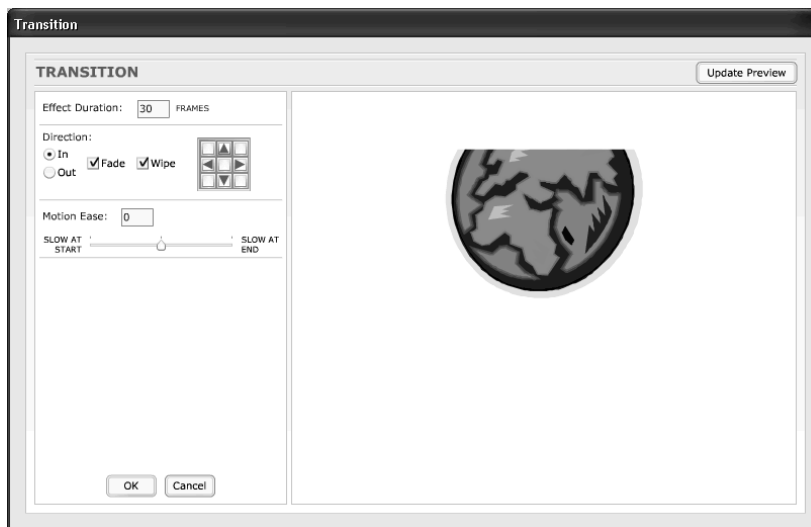 Transition
TRANSITION
Update Preview
Effect Duration: 30 FRAMES
Direction:
In
Out
Fade
Wipe
Motion Ease: 0
SLOW AT START
SLOW AT END
OK
Cancel